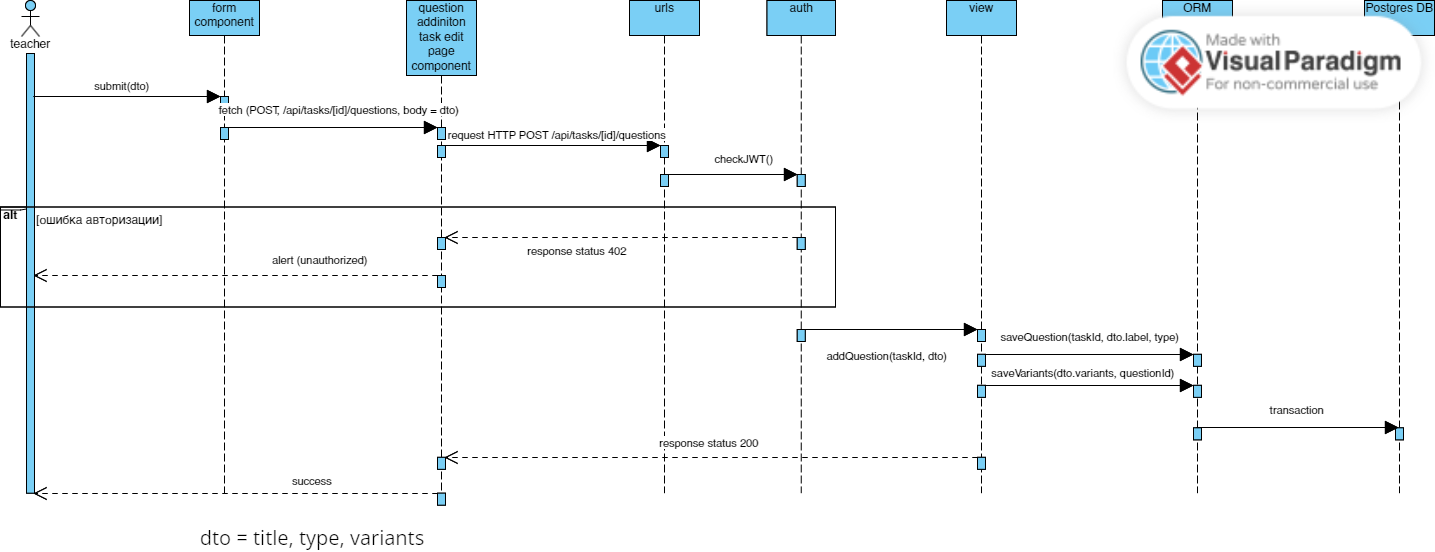 teacher
form
component
question
addiniton
task edit
page
component
urls
auth
view
ORM
Postgres DB
Made with
Visual Paradigm
For non-commercial use
submit(dto)
fetch (POST, /api/tasks/[id]/questions, body = dto)
request HTTP POST /api/tasks/[id]/questions
checkJWT()
alt
[ошибка авторизации]
response status 402
alert (unauthorized)
saveQuestion(taskId, dto.label, type)
addQuestion(taskId, dto)
saveVariants(dto.variants, questionId)
transaction
response status 200
success
dto = title, type, variants